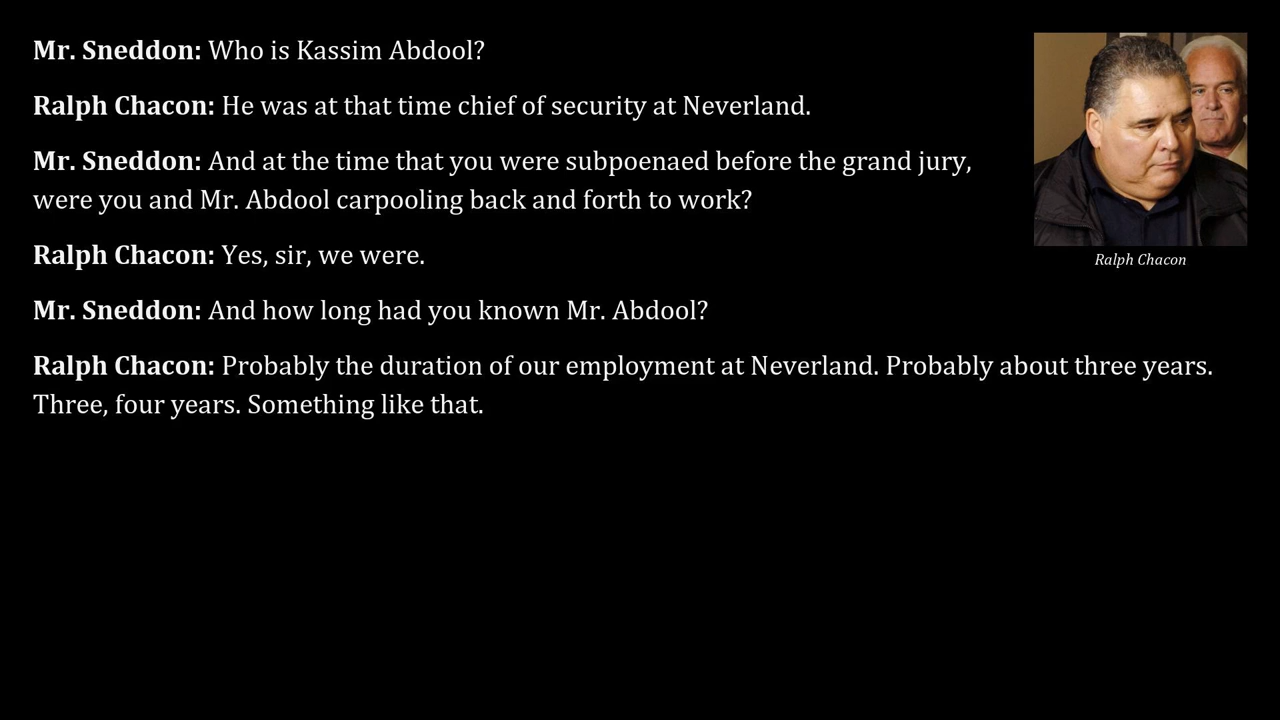 Mr. Sneddon: Who is Kassim Abdool?
Ralph Chacon: He was at that time chief of security at Neverland.
Mr. Sneddon: And at the time that you were subpoenaed before the grand jury,
were you and Mr. Abdool carpooling back and forth to work?
Ralph Chacon: Yes, sir, we were.
Mr. Sneddon: And how long had you known Mr. Abdool?
Ralph Chacon: Probably the duration of our employment at Neverland. Probably about three years.
Three, four years. Something like that.
Ralph Chacon